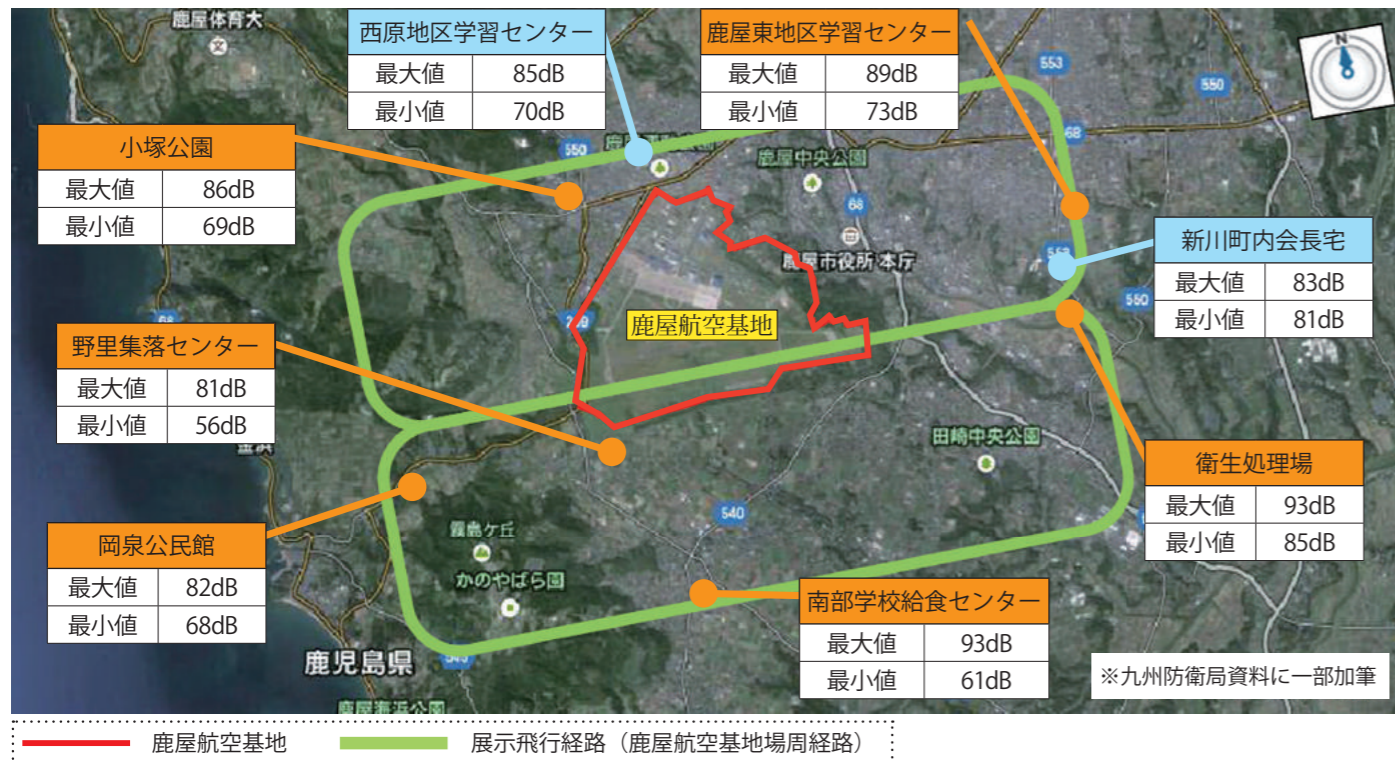 鹿屋体育大
西原地区学習センター
最大値 85dB
最小値 70dB
鹿屋東地区学習センター
最大値 89dB
最小値 73dB
N
553
550
68
小塚公園
最大値 86dB
最小値 69dB
550
鹿屋中央公園
68
鹿屋市役所 本庁
新川町内会長宅
最大値 83dB
最小値 81dB
550
鹿屋航空基地
野里集落センター
最大値 81dB
最小値 56dB
68
田崎中央公園
衛生処理場
最大値 93dB
最小値 85dB
540
岡泉公民館
最大値 82dB
最小値 68dB
霧島ケ丘
かのやばら園
南部学校給食センター
最大値 93dB
最小値 61dB
鹿児島県
鹿屋海浜公園
※九州防衛局資料に一部加筆
鹿屋航空基地
展示飛行経路（鹿屋航空基地場周経路）